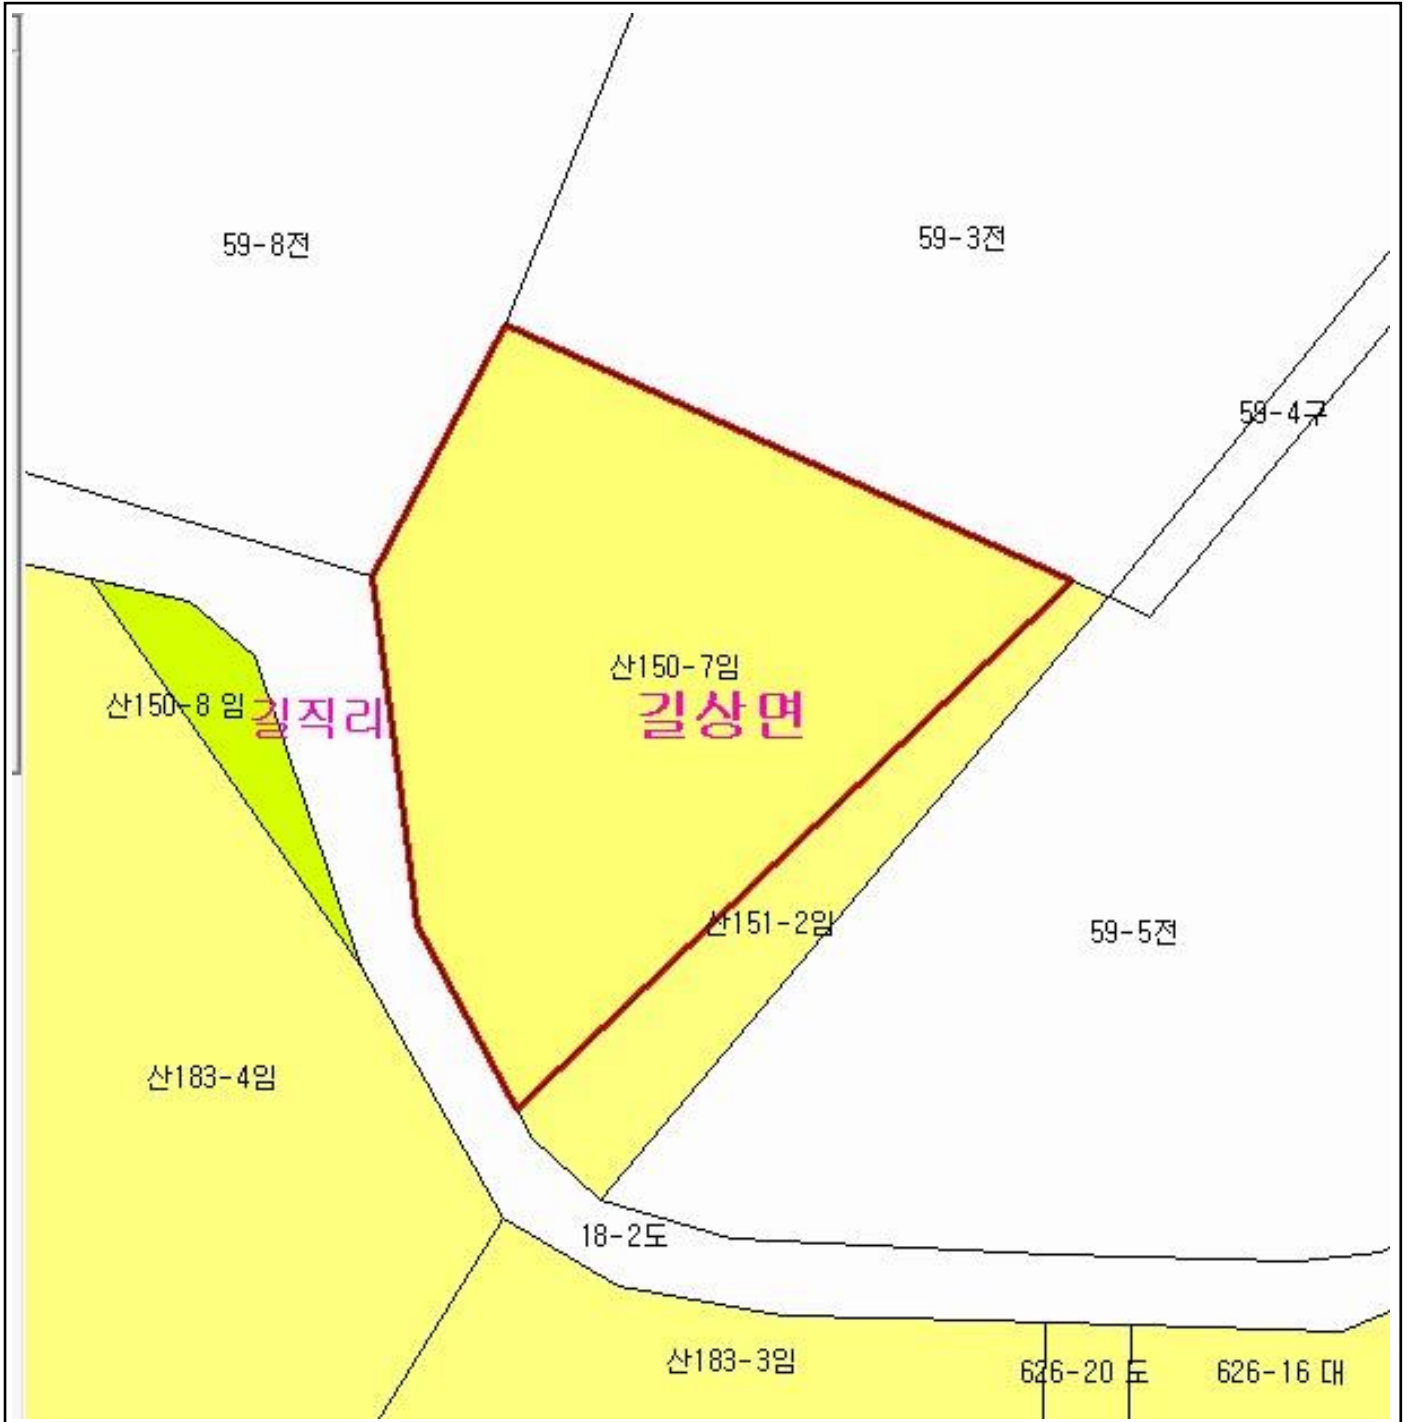 59-8전
59-3전
59-4구
산150-7임
산150-8 임
길직리
길상면
산151-2임
59-5전
산183-4임
18-2도
산183-3임
626-20 도
626-16 대